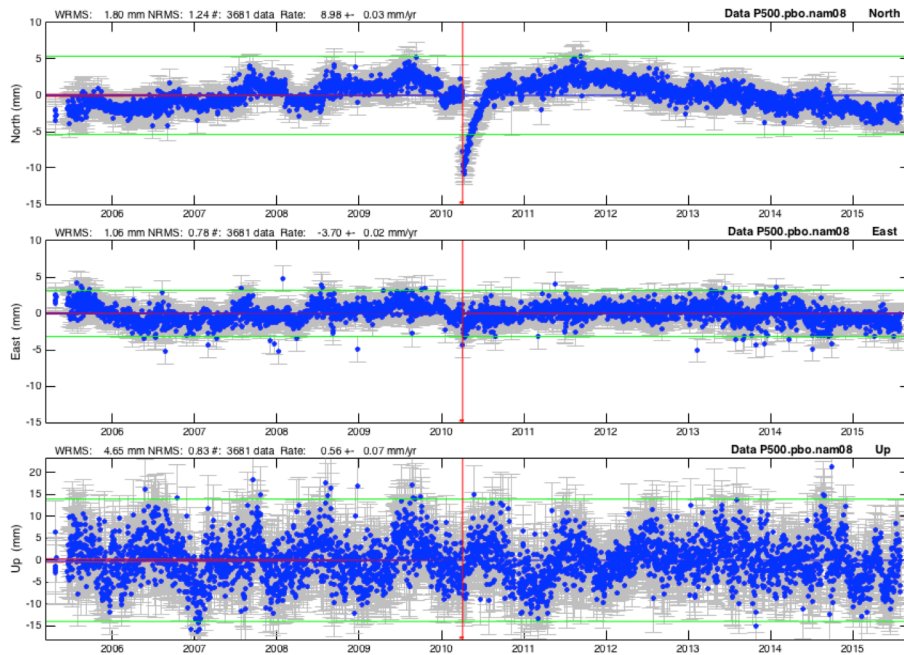 WRMS: 1.80 mm NRMS: 1.24 #: 3681 data Rate: 8.98 +- 0.03 mm/yr Data P500.pbo.nam08 North
10
5
0
-5
-10
-15
North (mm)
2006 2007 2008 2009 2010 2011 2012 2013 2014 2015
WRMS: 1.06 mm NRMS: 0.78 #: 3681 data Rate: -3.70 +- 0.02 mm/yr Data P500.pbo.nam08 East
10
5
0
-5
-10
-15
East (mm)
2006 2007 2008 2009 2010 2011 2012 2013 2014 2015
WRMS: 4.65 mm NRMS: 0.83 #: 3681 data Rate: 0.56 +- 0.07 mm/yr Data P500.pbo.nam08 Up
20
15
10
5
0
-5
-10
-15
Up (mm)
2006 2007 2008 2009 2010 2011 2012 2013 2014 2015